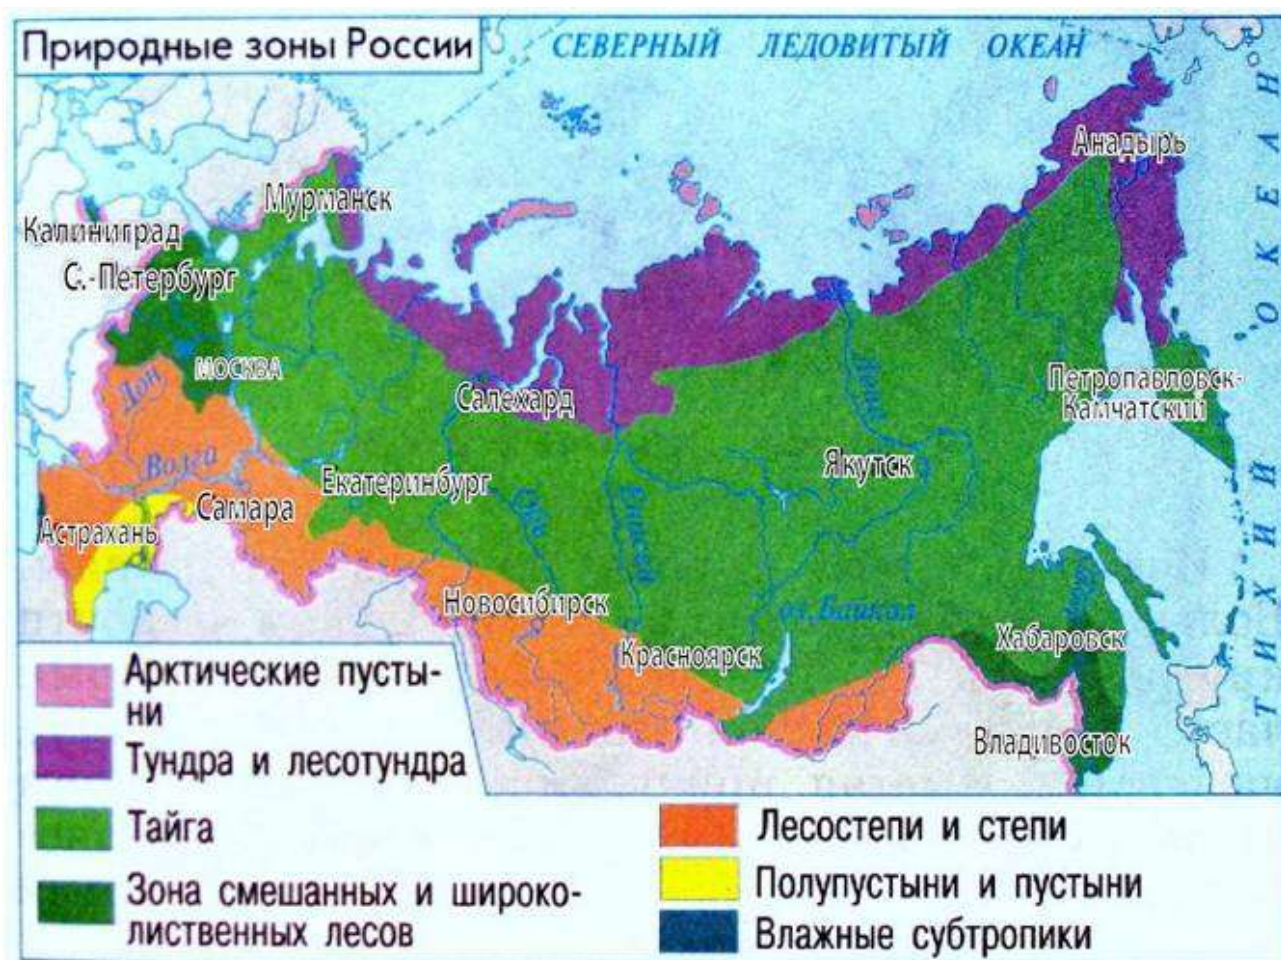 Природные зоны России
СЕВЕРНЫЙ ЛЕДОВИТЫЙ ОКЕАН
ТИХИЙ ОКЕАН
Анадырь
Мурманск
Калининград
С.-Петербург
МОСКВА
Дон
Волга
Салехард
Петропавловск-
Камчатский
Якутск
Лена
Екатеринбург
Обь
Енисей
Самара
Астрахань
Новосибирск
Красноярск
оз. Байкал
Хабаровск
Амур
Владивосток
Арктические пусты-
ни
Тундра и лесотундра
Тайга
Зона смешанных и широко-
лиственных лесов
Лесостепи и степи
Полупустыни и пустыни
Влажные субтропики